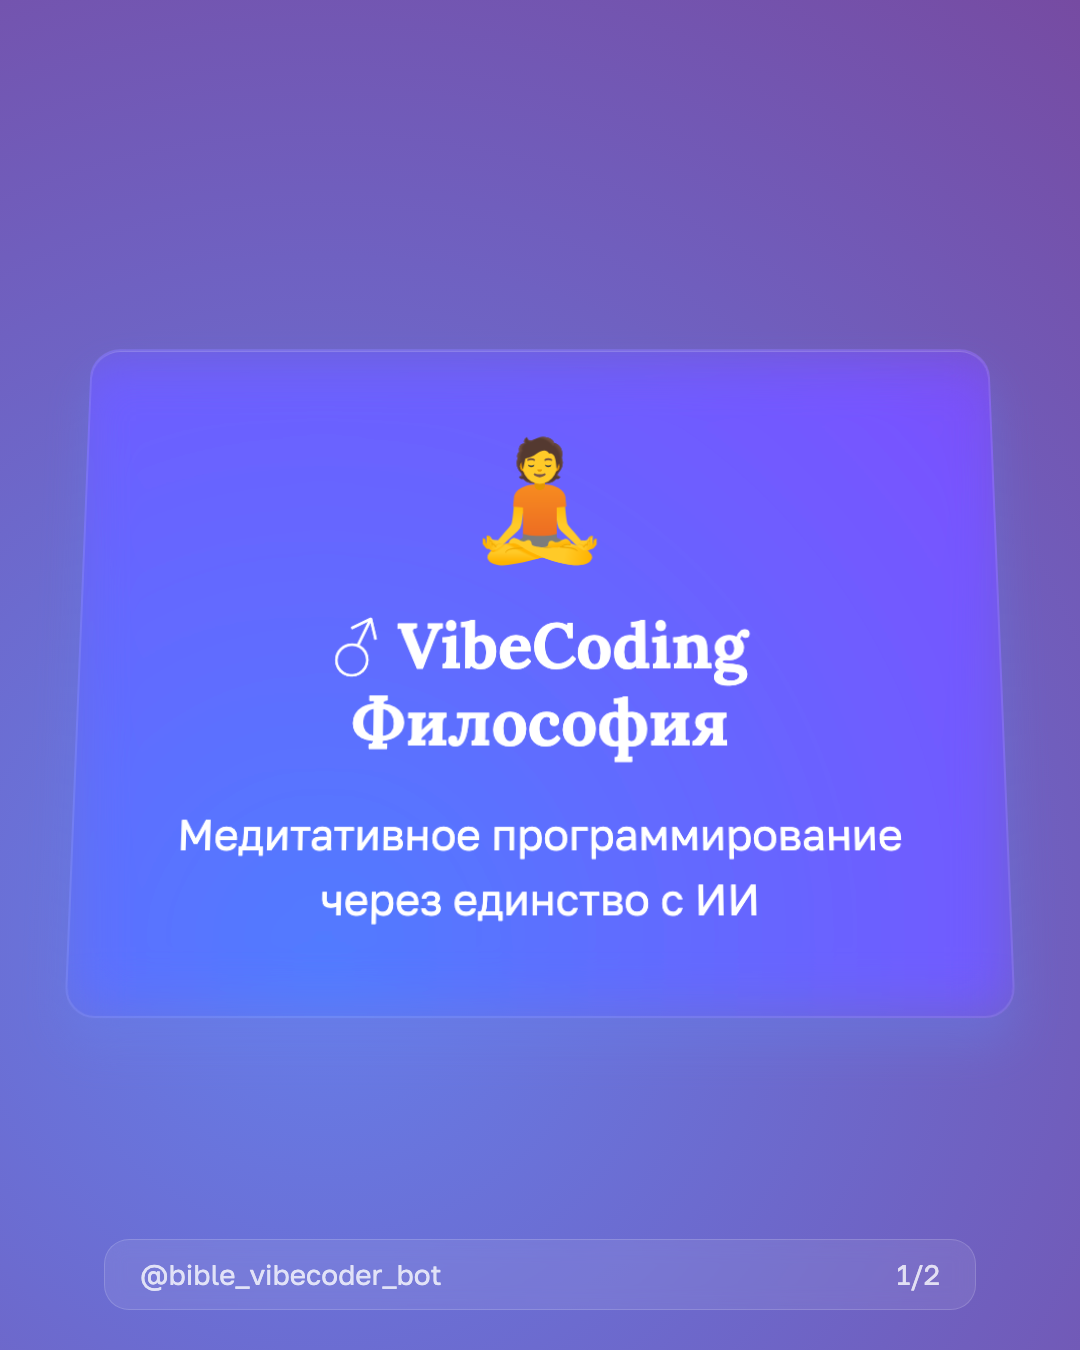 ♂ VibeCoding
Философия
Медитативное программирование
через единство с ИИ
@bible_vibecoder_bot
1/2